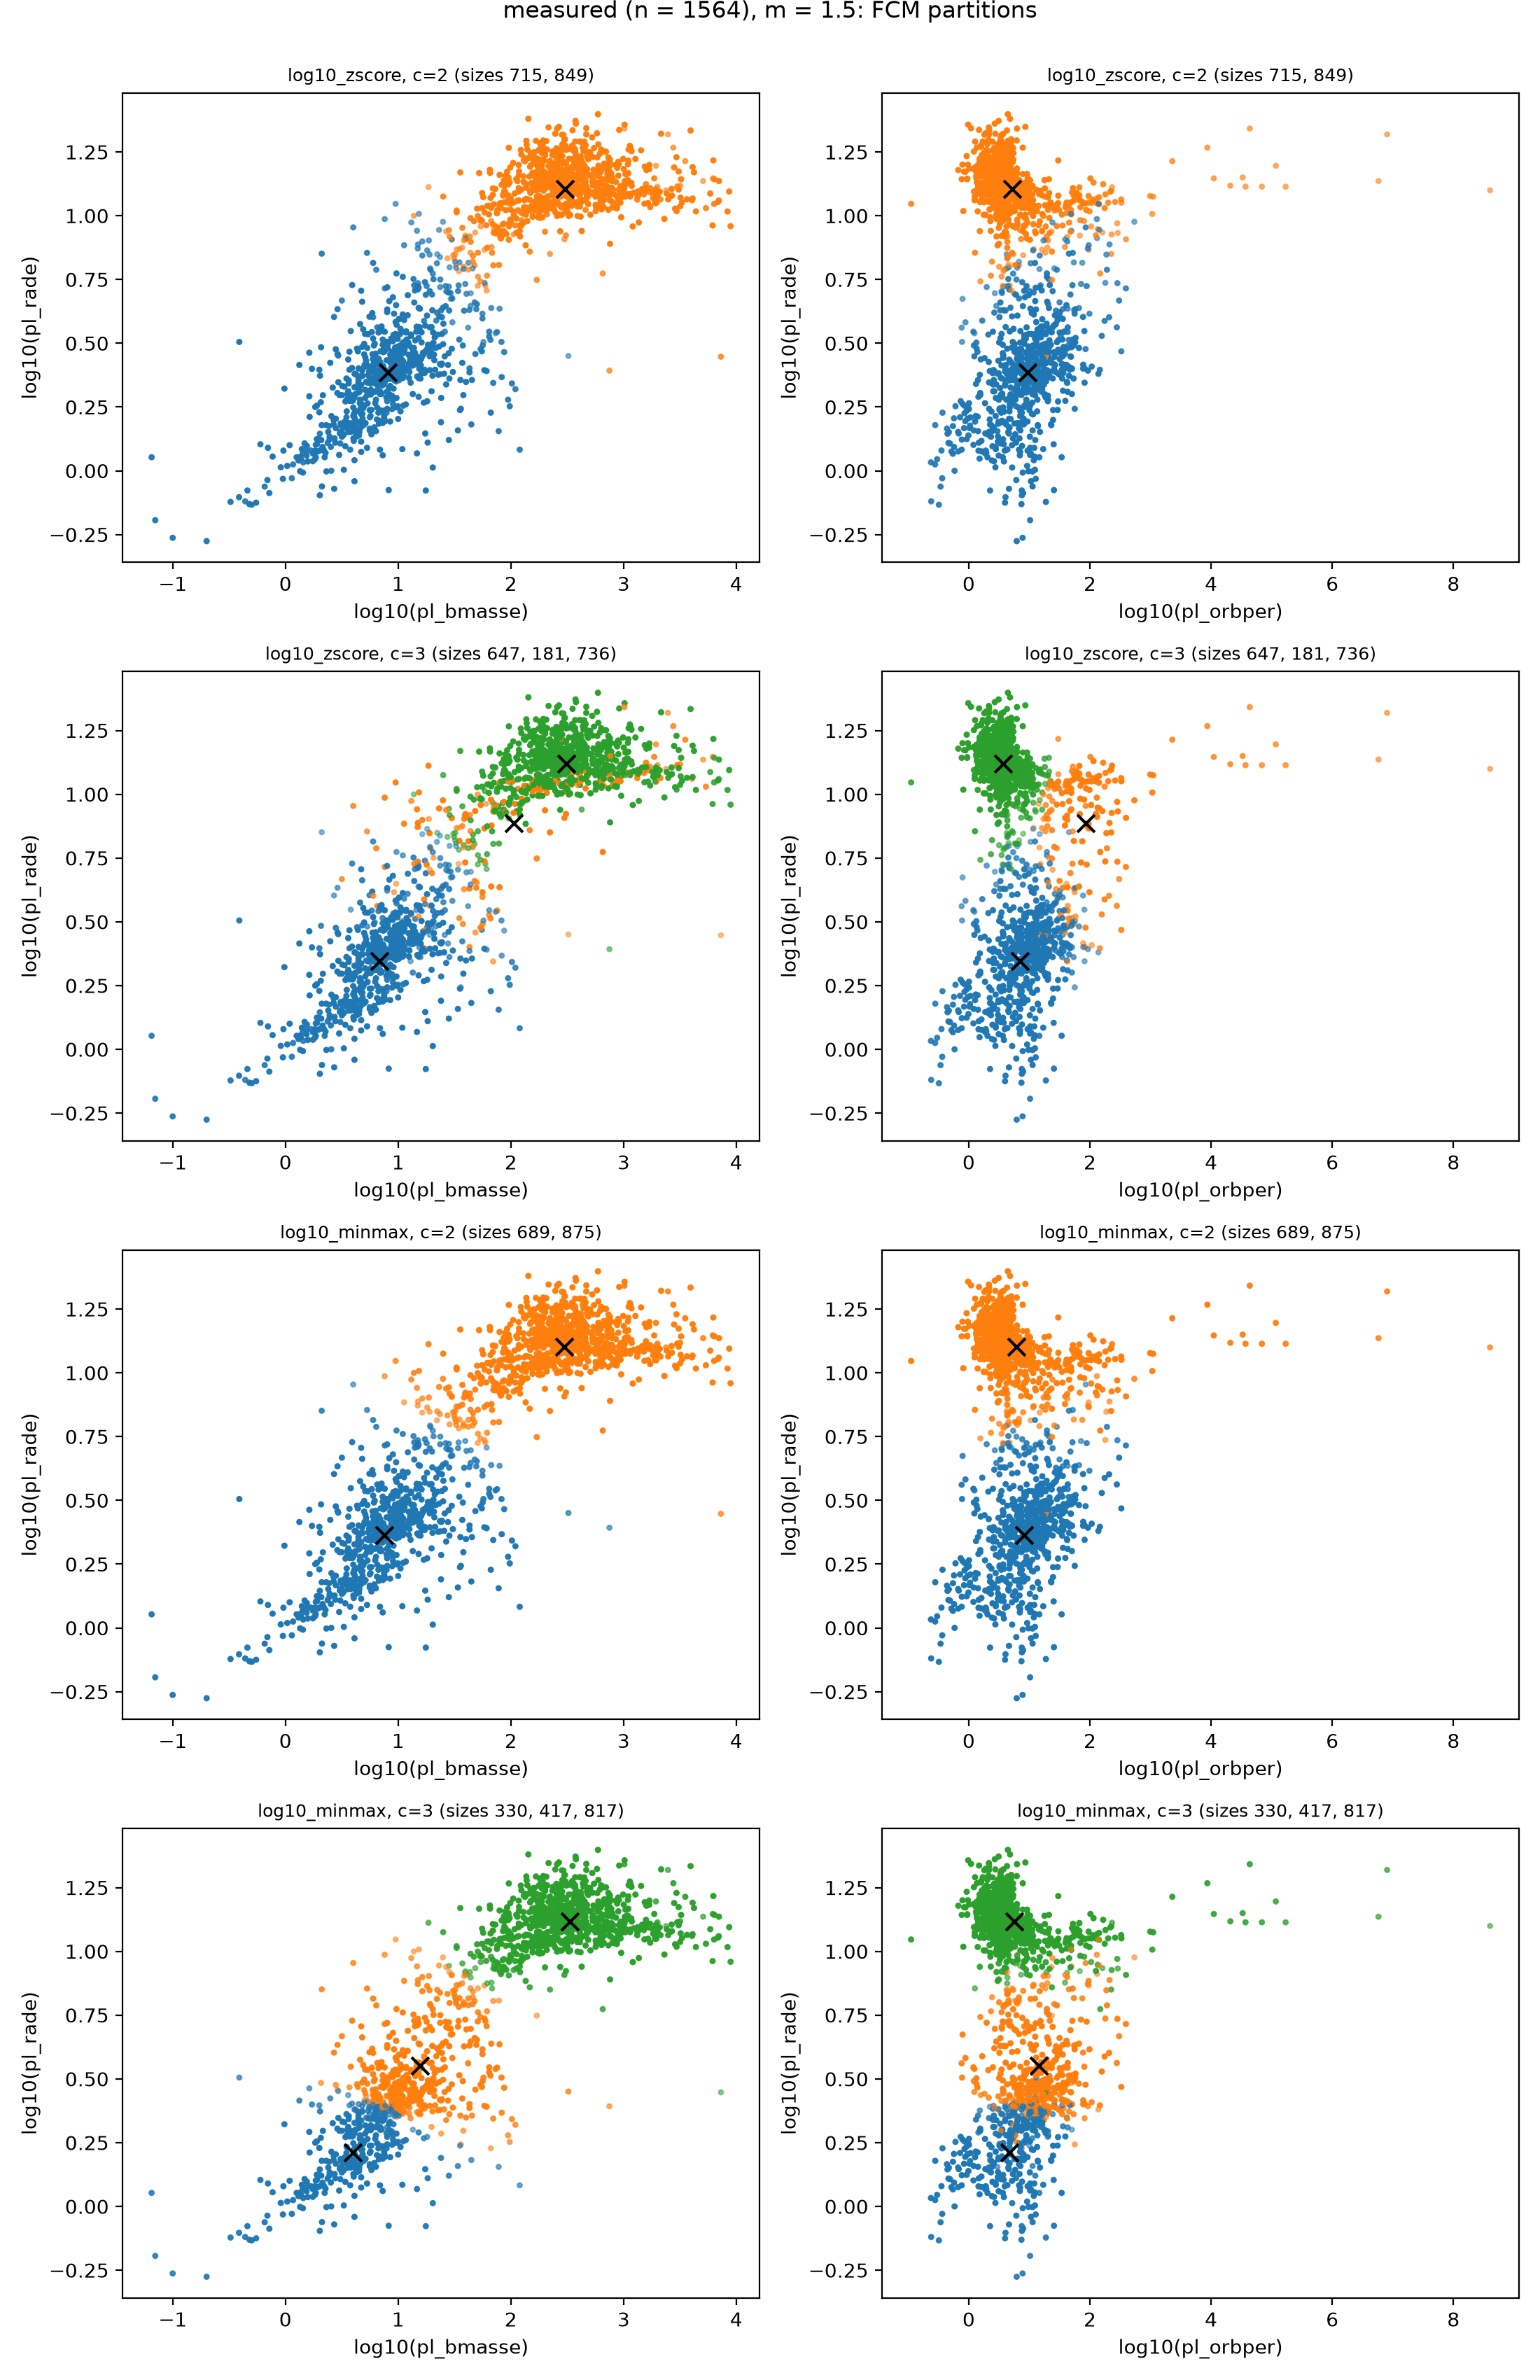 measured (n = 1564), m = 1.5: FCM partitions
log10_zscore, c=2 (sizes 715, 849)
log10(pl_rade)
1.25
1.00
0.75
0.50
0.25
0.00
−0.25
−1 0 1 2 3 4
log10(pl_bmasse)
log10_zscore, c=2 (sizes 715, 849)
log10(pl_rade)
1.25
1.00
0.75
0.50
0.25
0.00
−0.25
0 2 4 6 8
log10(pl_orbper)
log10_zscore, c=3 (sizes 647, 181, 736)
log10(pl_rade)
1.25
1.00
0.75
0.50
0.25
0.00
−0.25
−1 0 1 2 3 4
log10(pl_bmasse)
log10_zscore, c=3 (sizes 647, 181, 736)
log10(pl_rade)
1.25
1.00
0.75
0.50
0.25
0.00
−0.25
0 2 4 6 8
log10(pl_orbper)
log10_minmax, c=2 (sizes 689, 875)
log10(pl_rade)
1.25
1.00
0.75
0.50
0.25
0.00
−0.25
−1 0 1 2 3 4
log10(pl_bmasse)
log10_minmax, c=2 (sizes 689, 875)
log10(pl_rade)
1.25
1.00
0.75
0.50
0.25
0.00
−0.25
0 2 4 6 8
log10(pl_orbper)
log10_minmax, c=3 (sizes 330, 417, 817)
log10(pl_rade)
1.25
1.00
0.75
0.50
0.25
0.00
−0.25
−1 0 1 2 3 4
log10(pl_bmasse)
log10_minmax, c=3 (sizes 330, 417, 817)
log10(pl_rade)
1.25
1.00
0.75
0.50
0.25
0.00
−0.25
0 2 4 6 8
log10(pl_orbper)